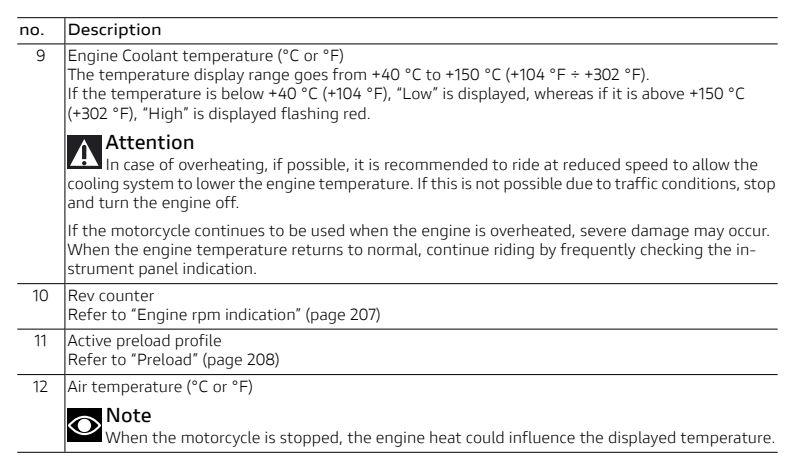 no. Description
9 Engine Coolant temperature (°C or °F)
The temperature display range goes from +40 °C to +150 °C (+104 °F ÷ +302 °F).
If the temperature is below +40 °C (+104 °F), “Low” is displayed, whereas if it is above +150 °C
(+302 °F), “High” is displayed flashing red.
Attention
In case of overheating, if possible, it is recommended to ride at reduced speed to allow the
cooling system to lower the engine temperature. If this is not possible due to traffic conditions, stop
and turn the engine off.
If the motorcycle continues to be used when the engine is overheated, severe damage may occur.
When the engine temperature returns to normal, continue riding by frequently checking the in-
strument panel indication.
10 Rev counter
Refer to “Engine rpm indication” (page 207)
11 Active preload profile
Refer to “Preload” (page 208)
12 Air temperature (°C or °F)
Note
When the motorcycle is stopped, the engine heat could influence the displayed temperature.